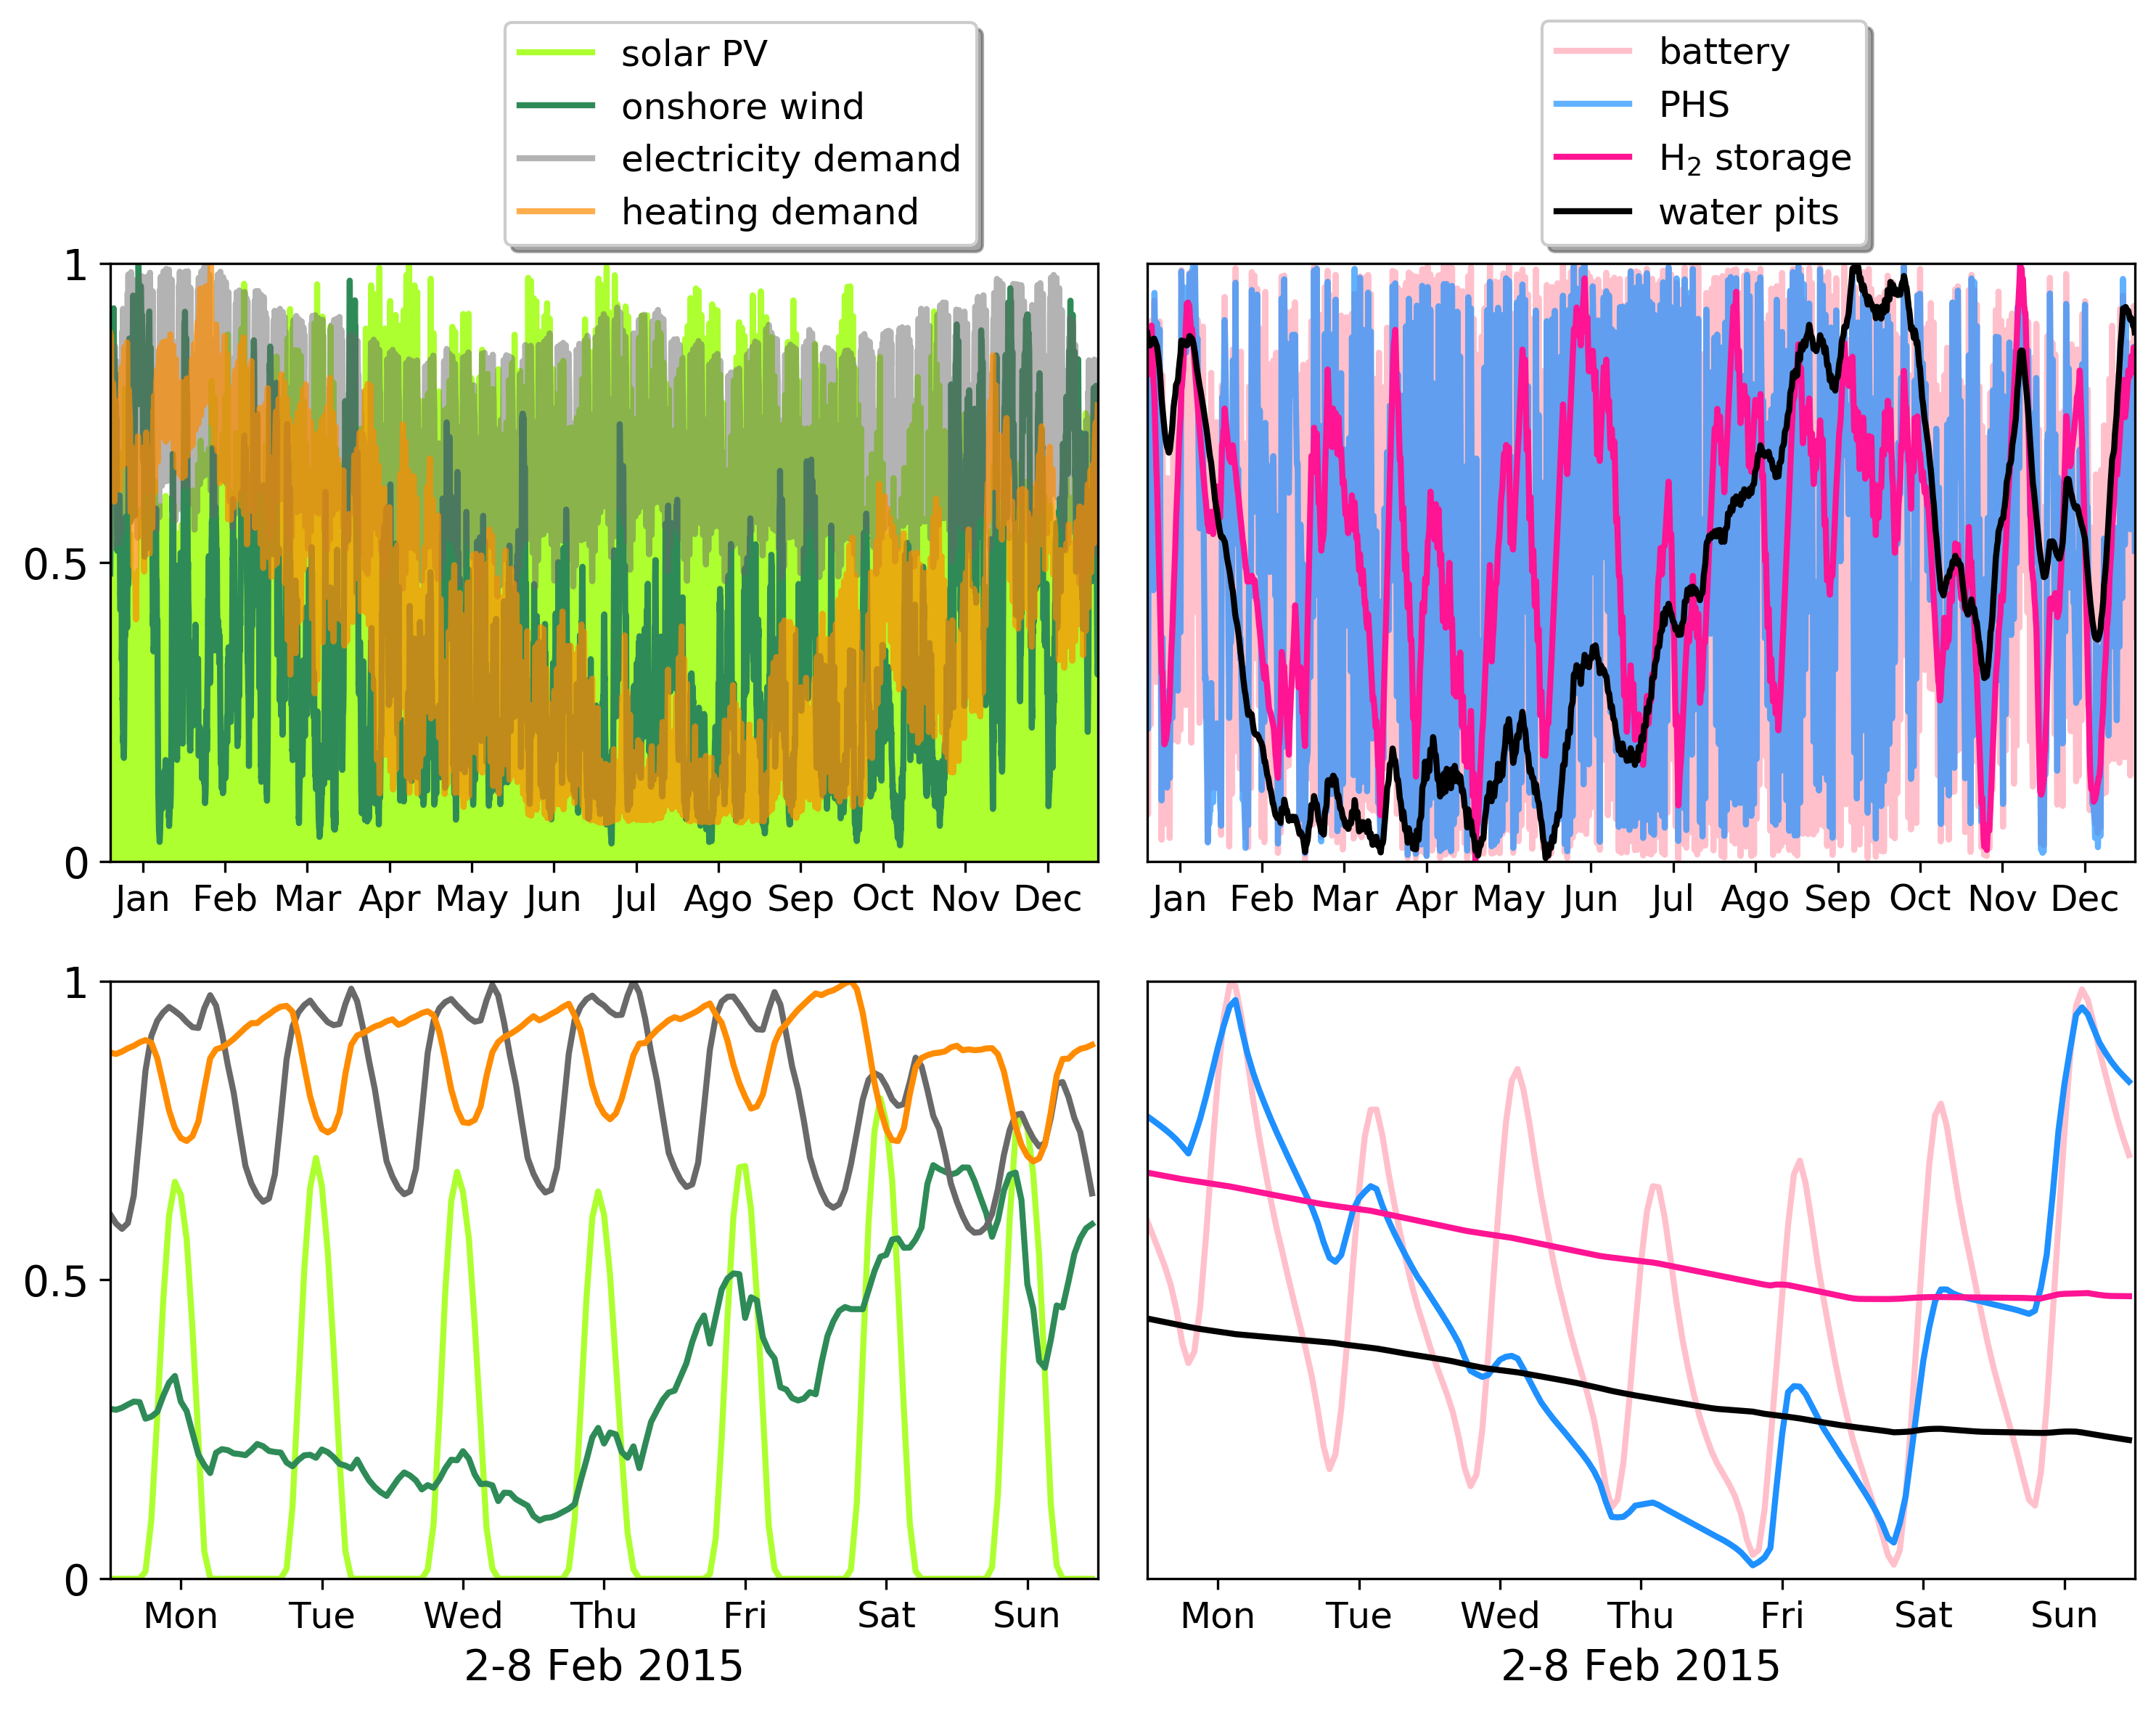 solar PV
onshore wind
electricity demand
heating demand
battery
PHS
H₂ storage
water pits
1
0.5
0
Jan Feb Mar Apr May Jun Jul Ago Sep Oct Nov Dec
Jan Feb Mar Apr May Jun Jul Ago Sep Oct Nov Dec
1
0.5
0
Mon Tue Wed Thu Fri Sat Sun
2-8 Feb 2015
Mon Tue Wed Thu Fri Sat Sun
2-8 Feb 2015